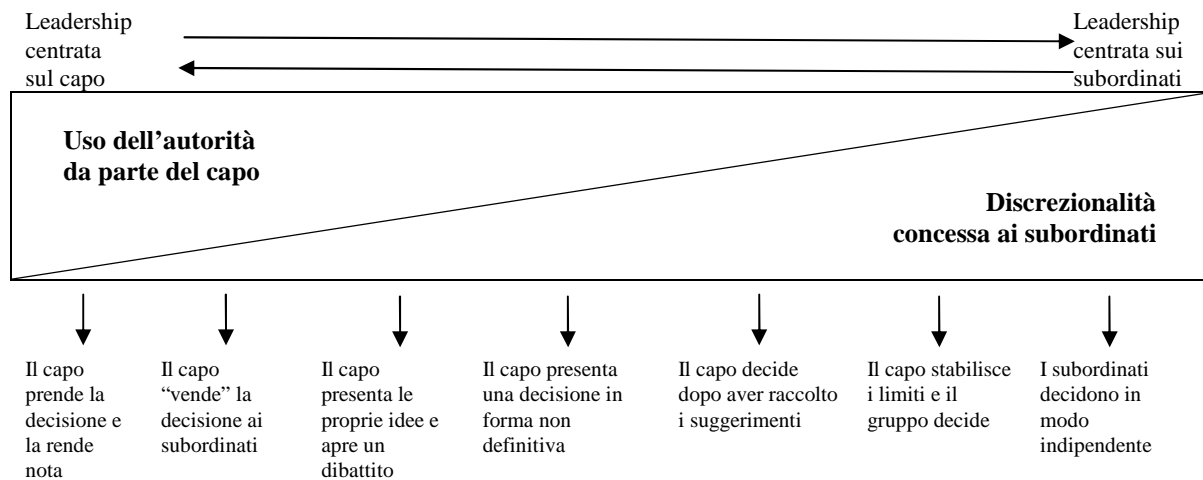 Leadership
centrata
sul capo
Leadership
centrata sui
subordinati
Uso dell’autorità
da parte del capo
Discrezionalità
concessa ai subordinati
Il capo
prende la
decisione e
la rende
nota
Il capo
“vende” la
decisione ai
subordinati
Il capo
presenta le
proprie idee e
apre un
dibattito
Il capo presenta
una decisione in
forma non
definitiva
Il capo decide
dopo aver raccolto
i suggerimenti
Il capo stabilisce
i limiti e il
gruppo decide
I subordinati
decidono in
modo
indipendente